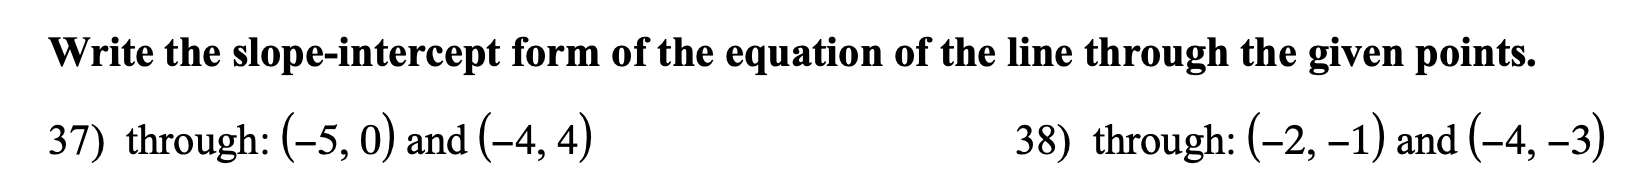 Write the slope-intercept form of the equation of the line through the given points.
37) through: (−5, 0) and (−4, 4)
38) through: (−2, −1) and (−4, −3)